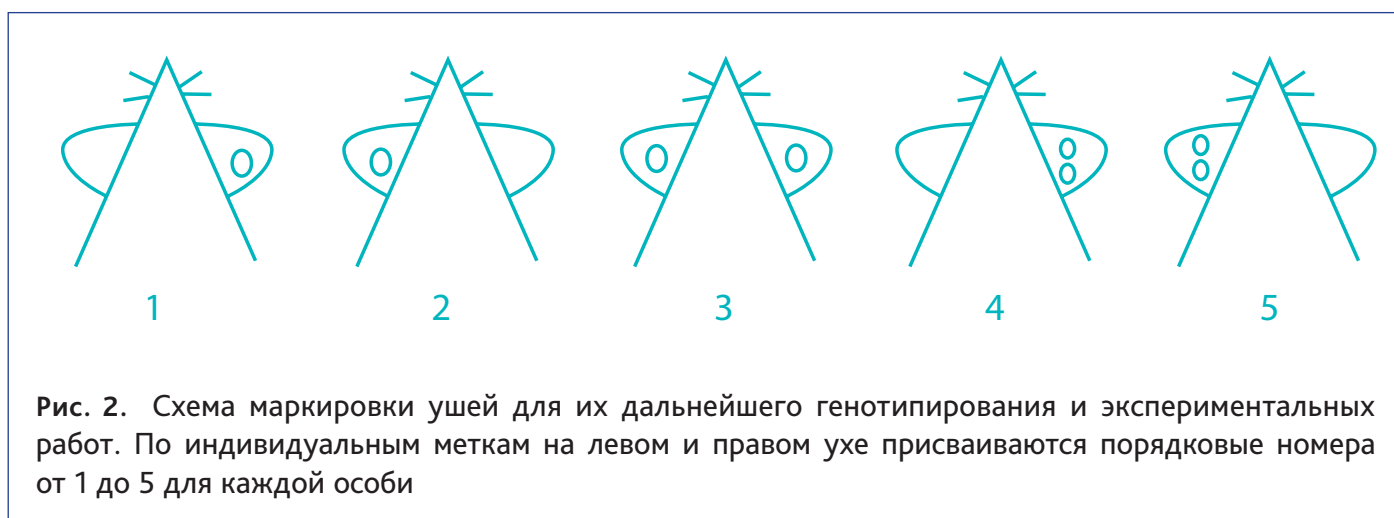 1 2 3 4 5
Рис. 2. Схема маркировки ушей для их дальнейшего генотипирования и экспериментальных
работ. По индивидуальным меткам на левом и правом ухе присваиваются порядковые номера
от 1 до 5 для каждой особи